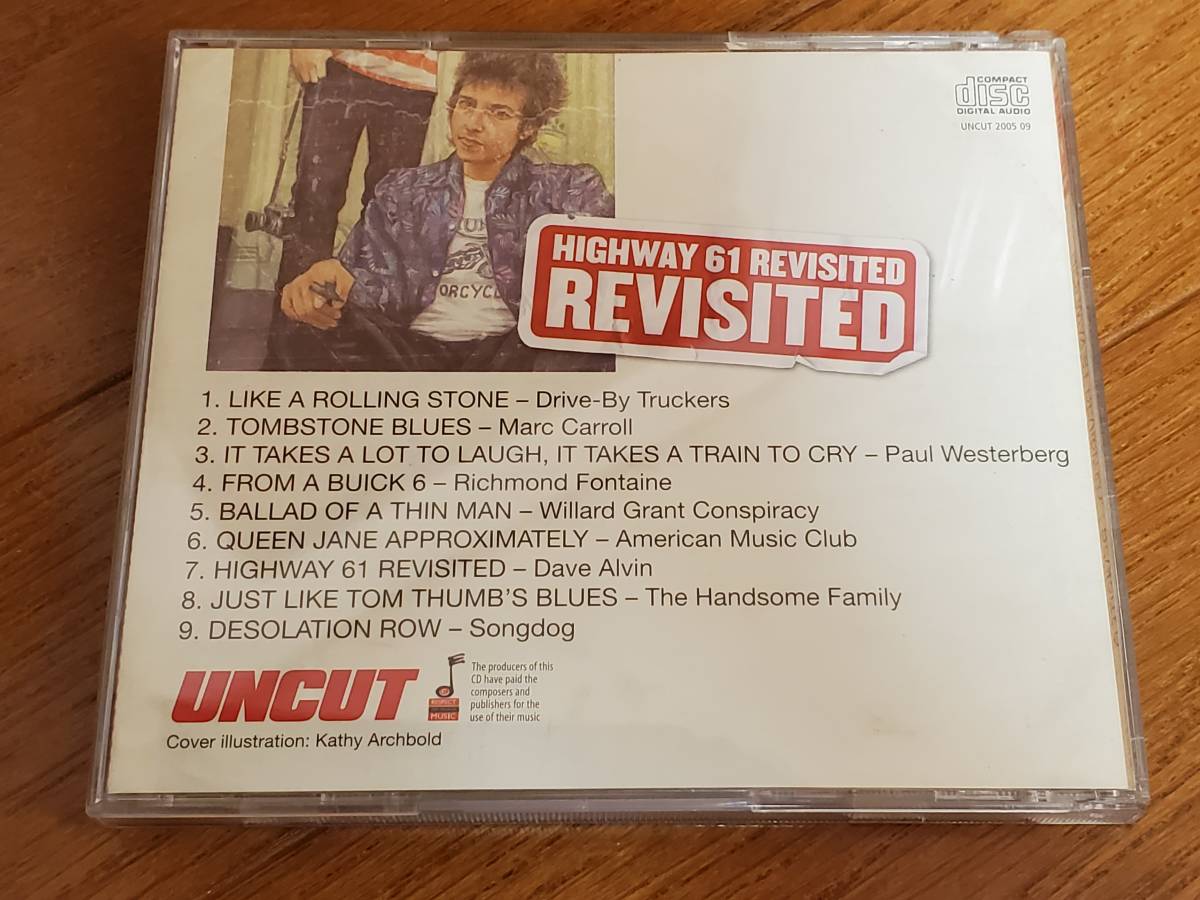 COMPACT
disc
DIGITAL AUDIO
UNCUT 2005 09
ORCYCL
HIGHWAY 61 REVISITED
REVISITED
1. LIKE A ROLLING STONE – Drive-By Truckers
2. TOMBSTONE BLUES – Marc Carroll
3. IT TAKES A LOT TO LAUGH, IT TAKES A TRAIN TO CRY – Paul Westerberg
4. FROM A BUICK 6 – Richmond Fontaine
5. BALLAD OF A THIN MAN – Willard Grant Conspiracy
6. QUEEN JANE APPROXIMATELY – American Music Club
7. HIGHWAY 61 REVISITED – Dave Alvin
8. JUST LIKE TOM THUMB'S BLUES – The Handsome Family
9. DESOLATION ROW – Songdog
UNCUT
The producers of this
CD have paid the
composers and
publishers for the
use of their music
RESPECT
MUSIC
Cover illustration: Kathy Archbold